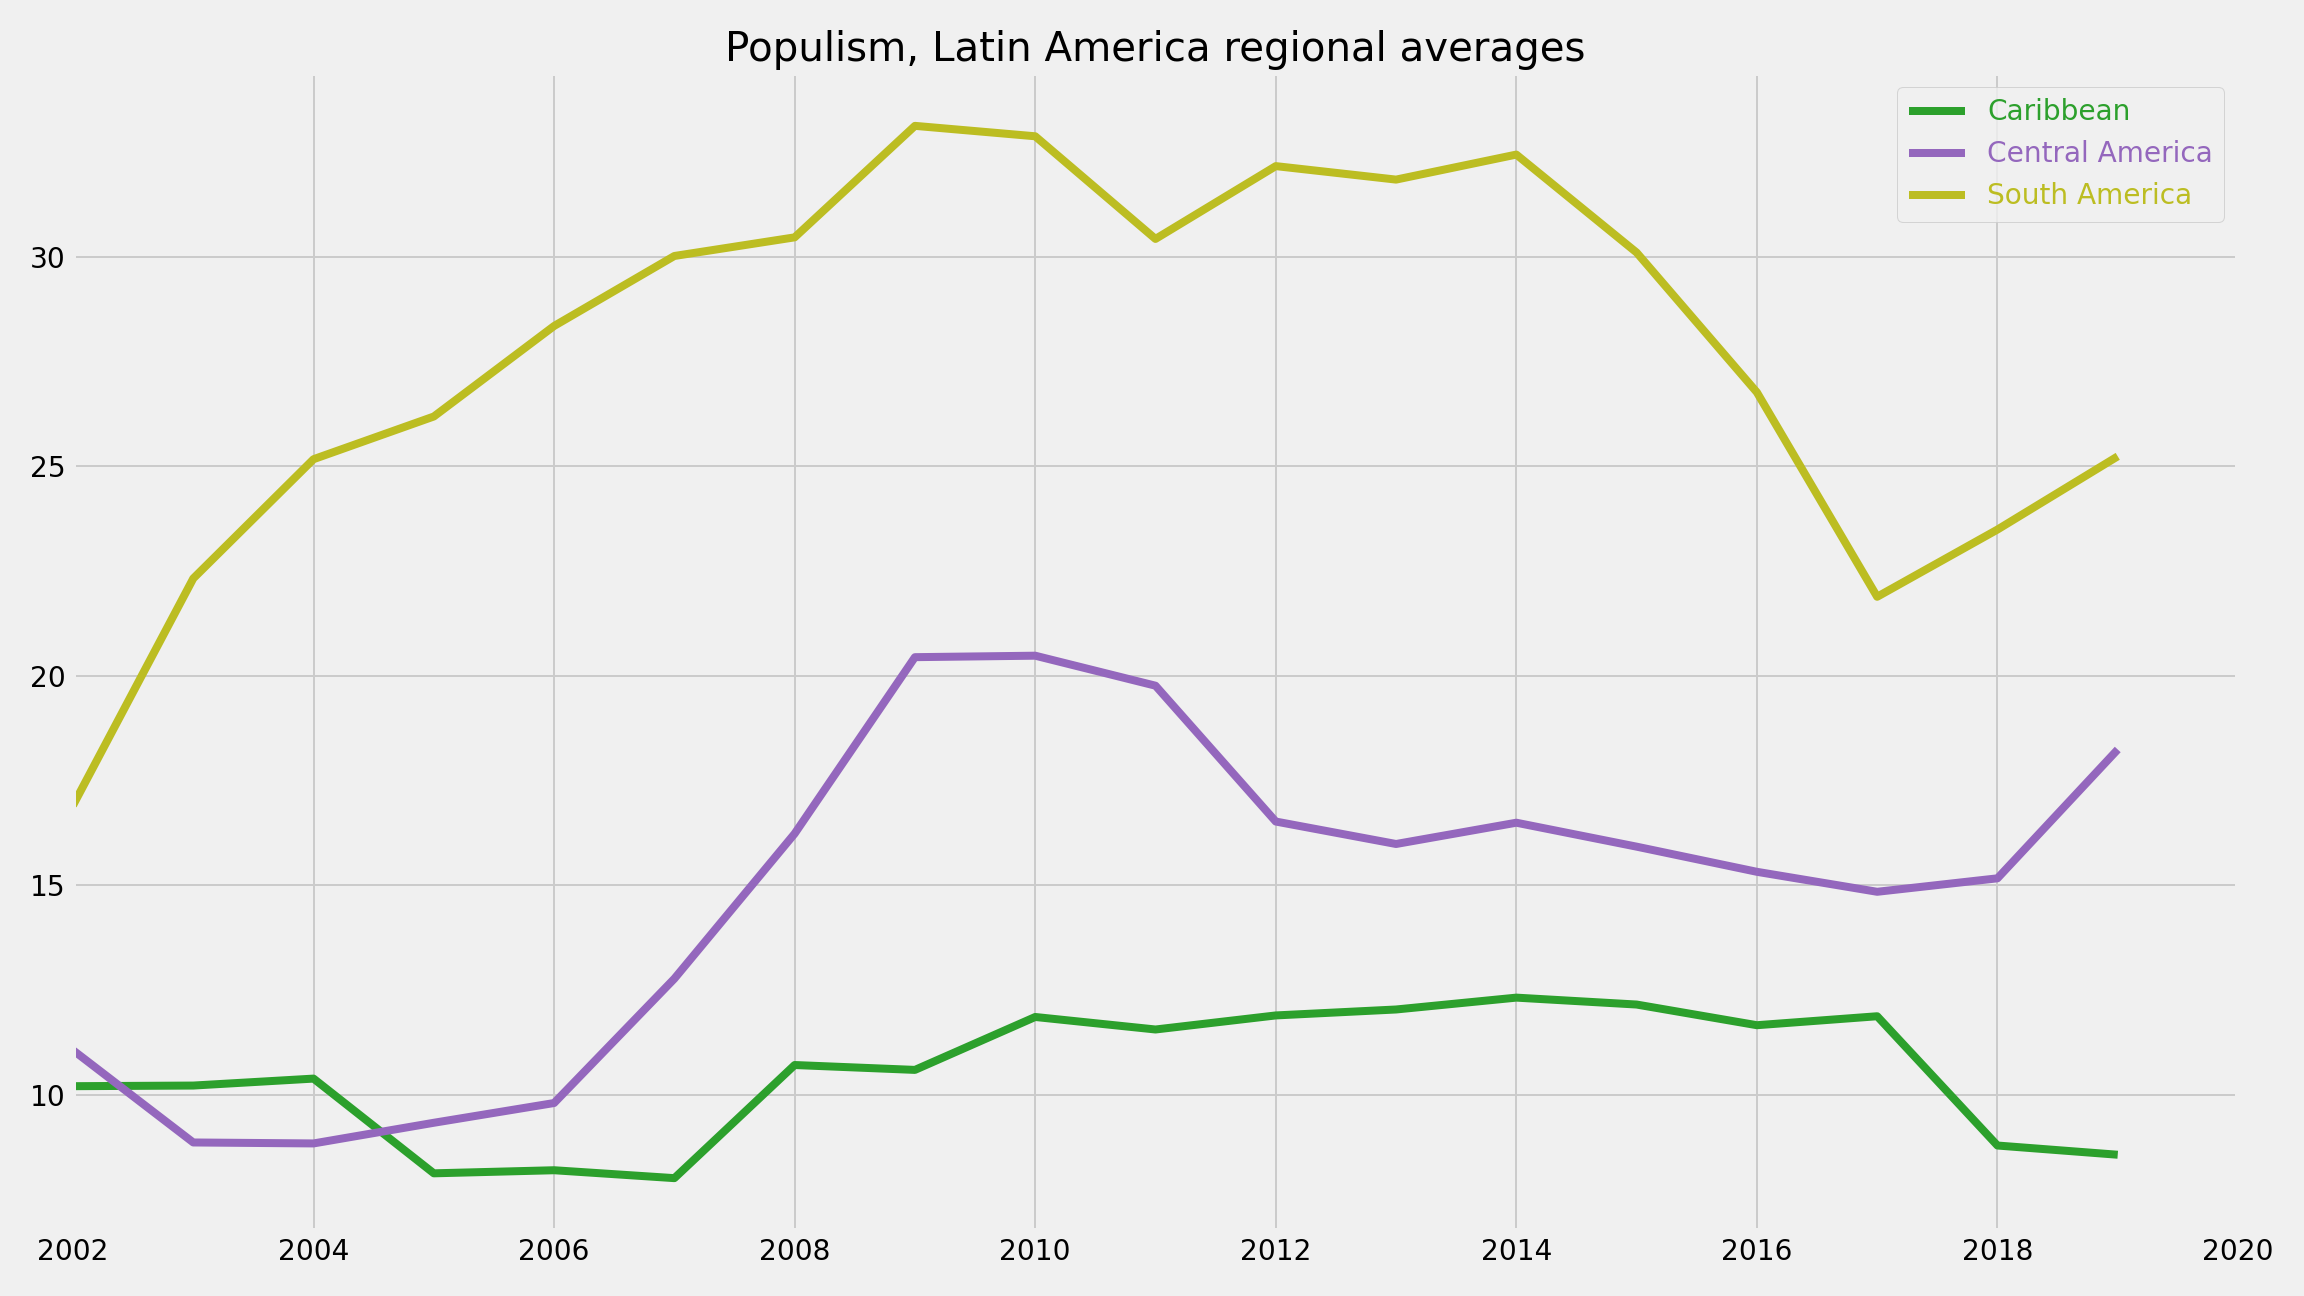 Populism, Latin America regional averages
Caribbean
Central America
South America
30
25
20
15
10
2002 2004 2006 2008 2010 2012 2014 2016 2018 2020